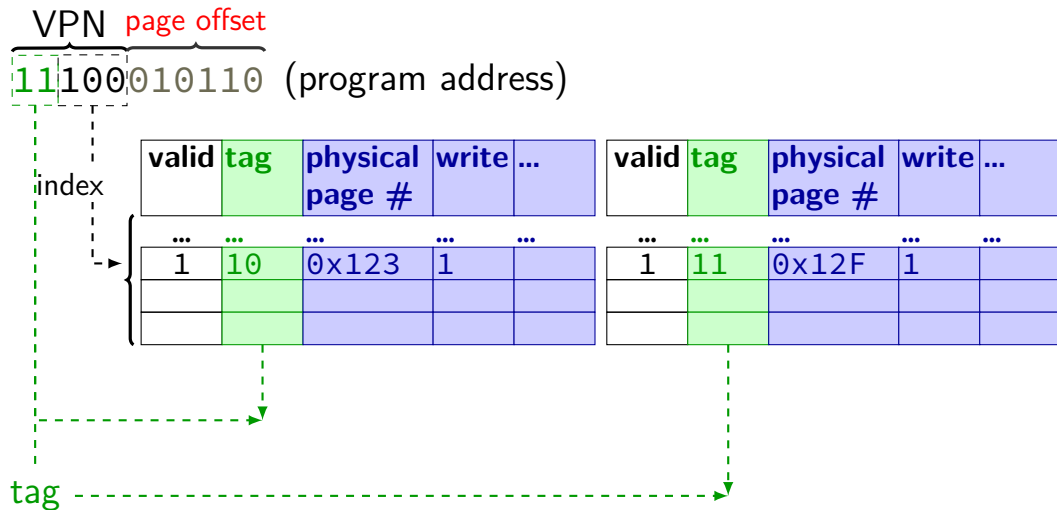 VPN page offset
11100010110 (program address)
valid tag physical page # write ... valid tag physical page # write ...
index
... ... ... ... ... ... ... ... ... ...
1 10 0x123 1 1 11 0x12F 1
tag